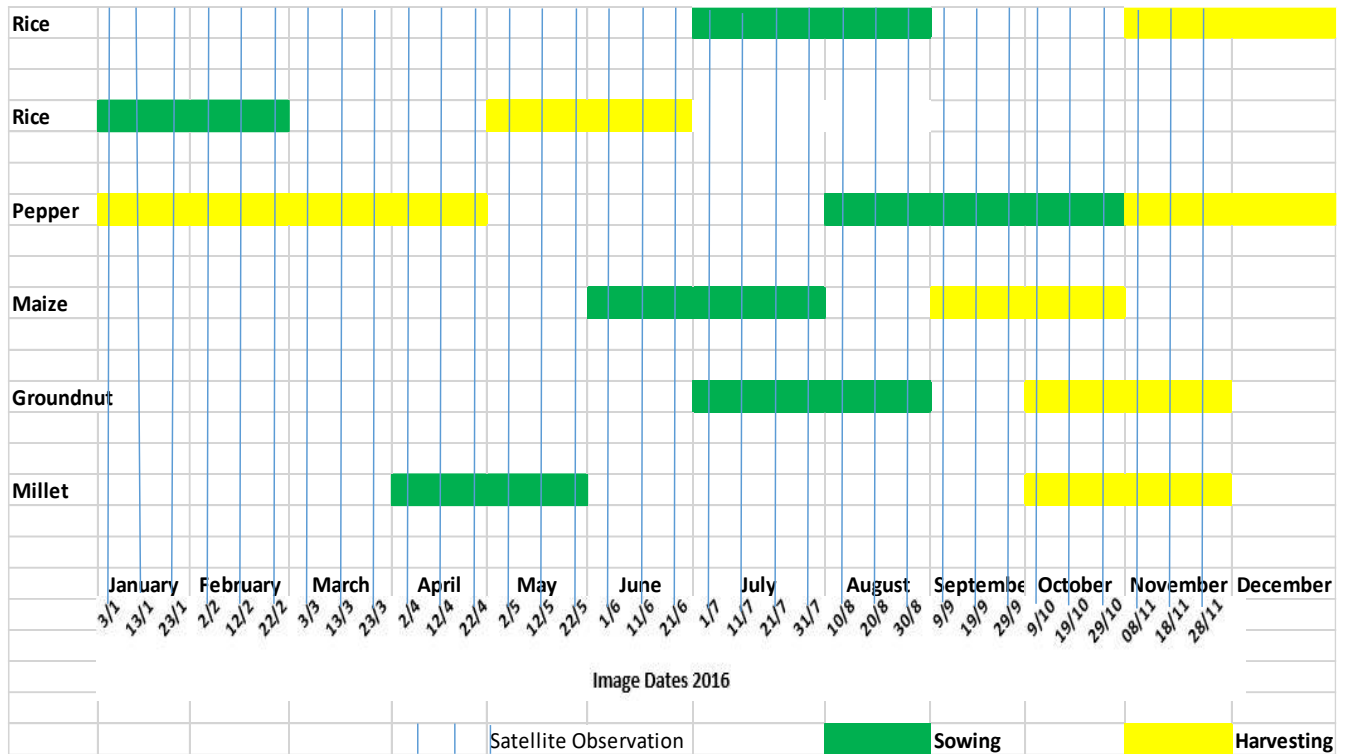 Rice
Rice
Pepper
Maize
Groundnut
Millet
January February March April May June July August Septembe October November December
3/1 13/1 23/1 2/2 12/2 22/2 3/3 13/3 23/3 2/4 12/4 22/4 2/5 12/5 22/5 1/6 11/6 21/6 1/7 11/7 21/7 31/7 10/8 20/8 30/8 9/9 19/9 29/9 9/10 19/10 29/10 08/11 18/11 28/11
Image Dates 2016
Satellite Observation Sowing Harvesting